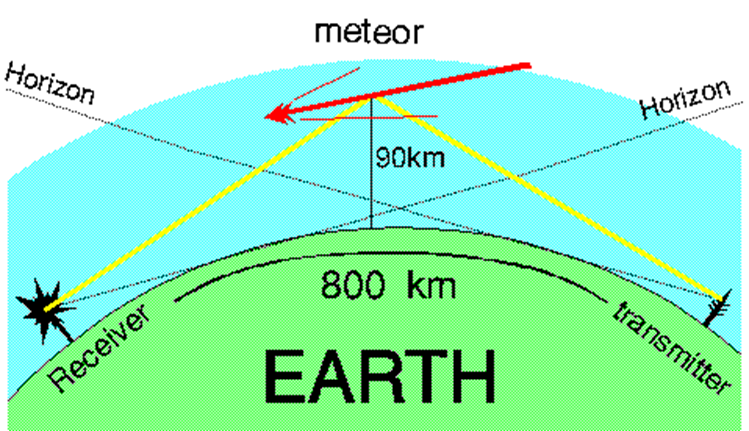 meteor
Horizon
Horizon
90km
800 km
Receiver
transmitter
EARTH